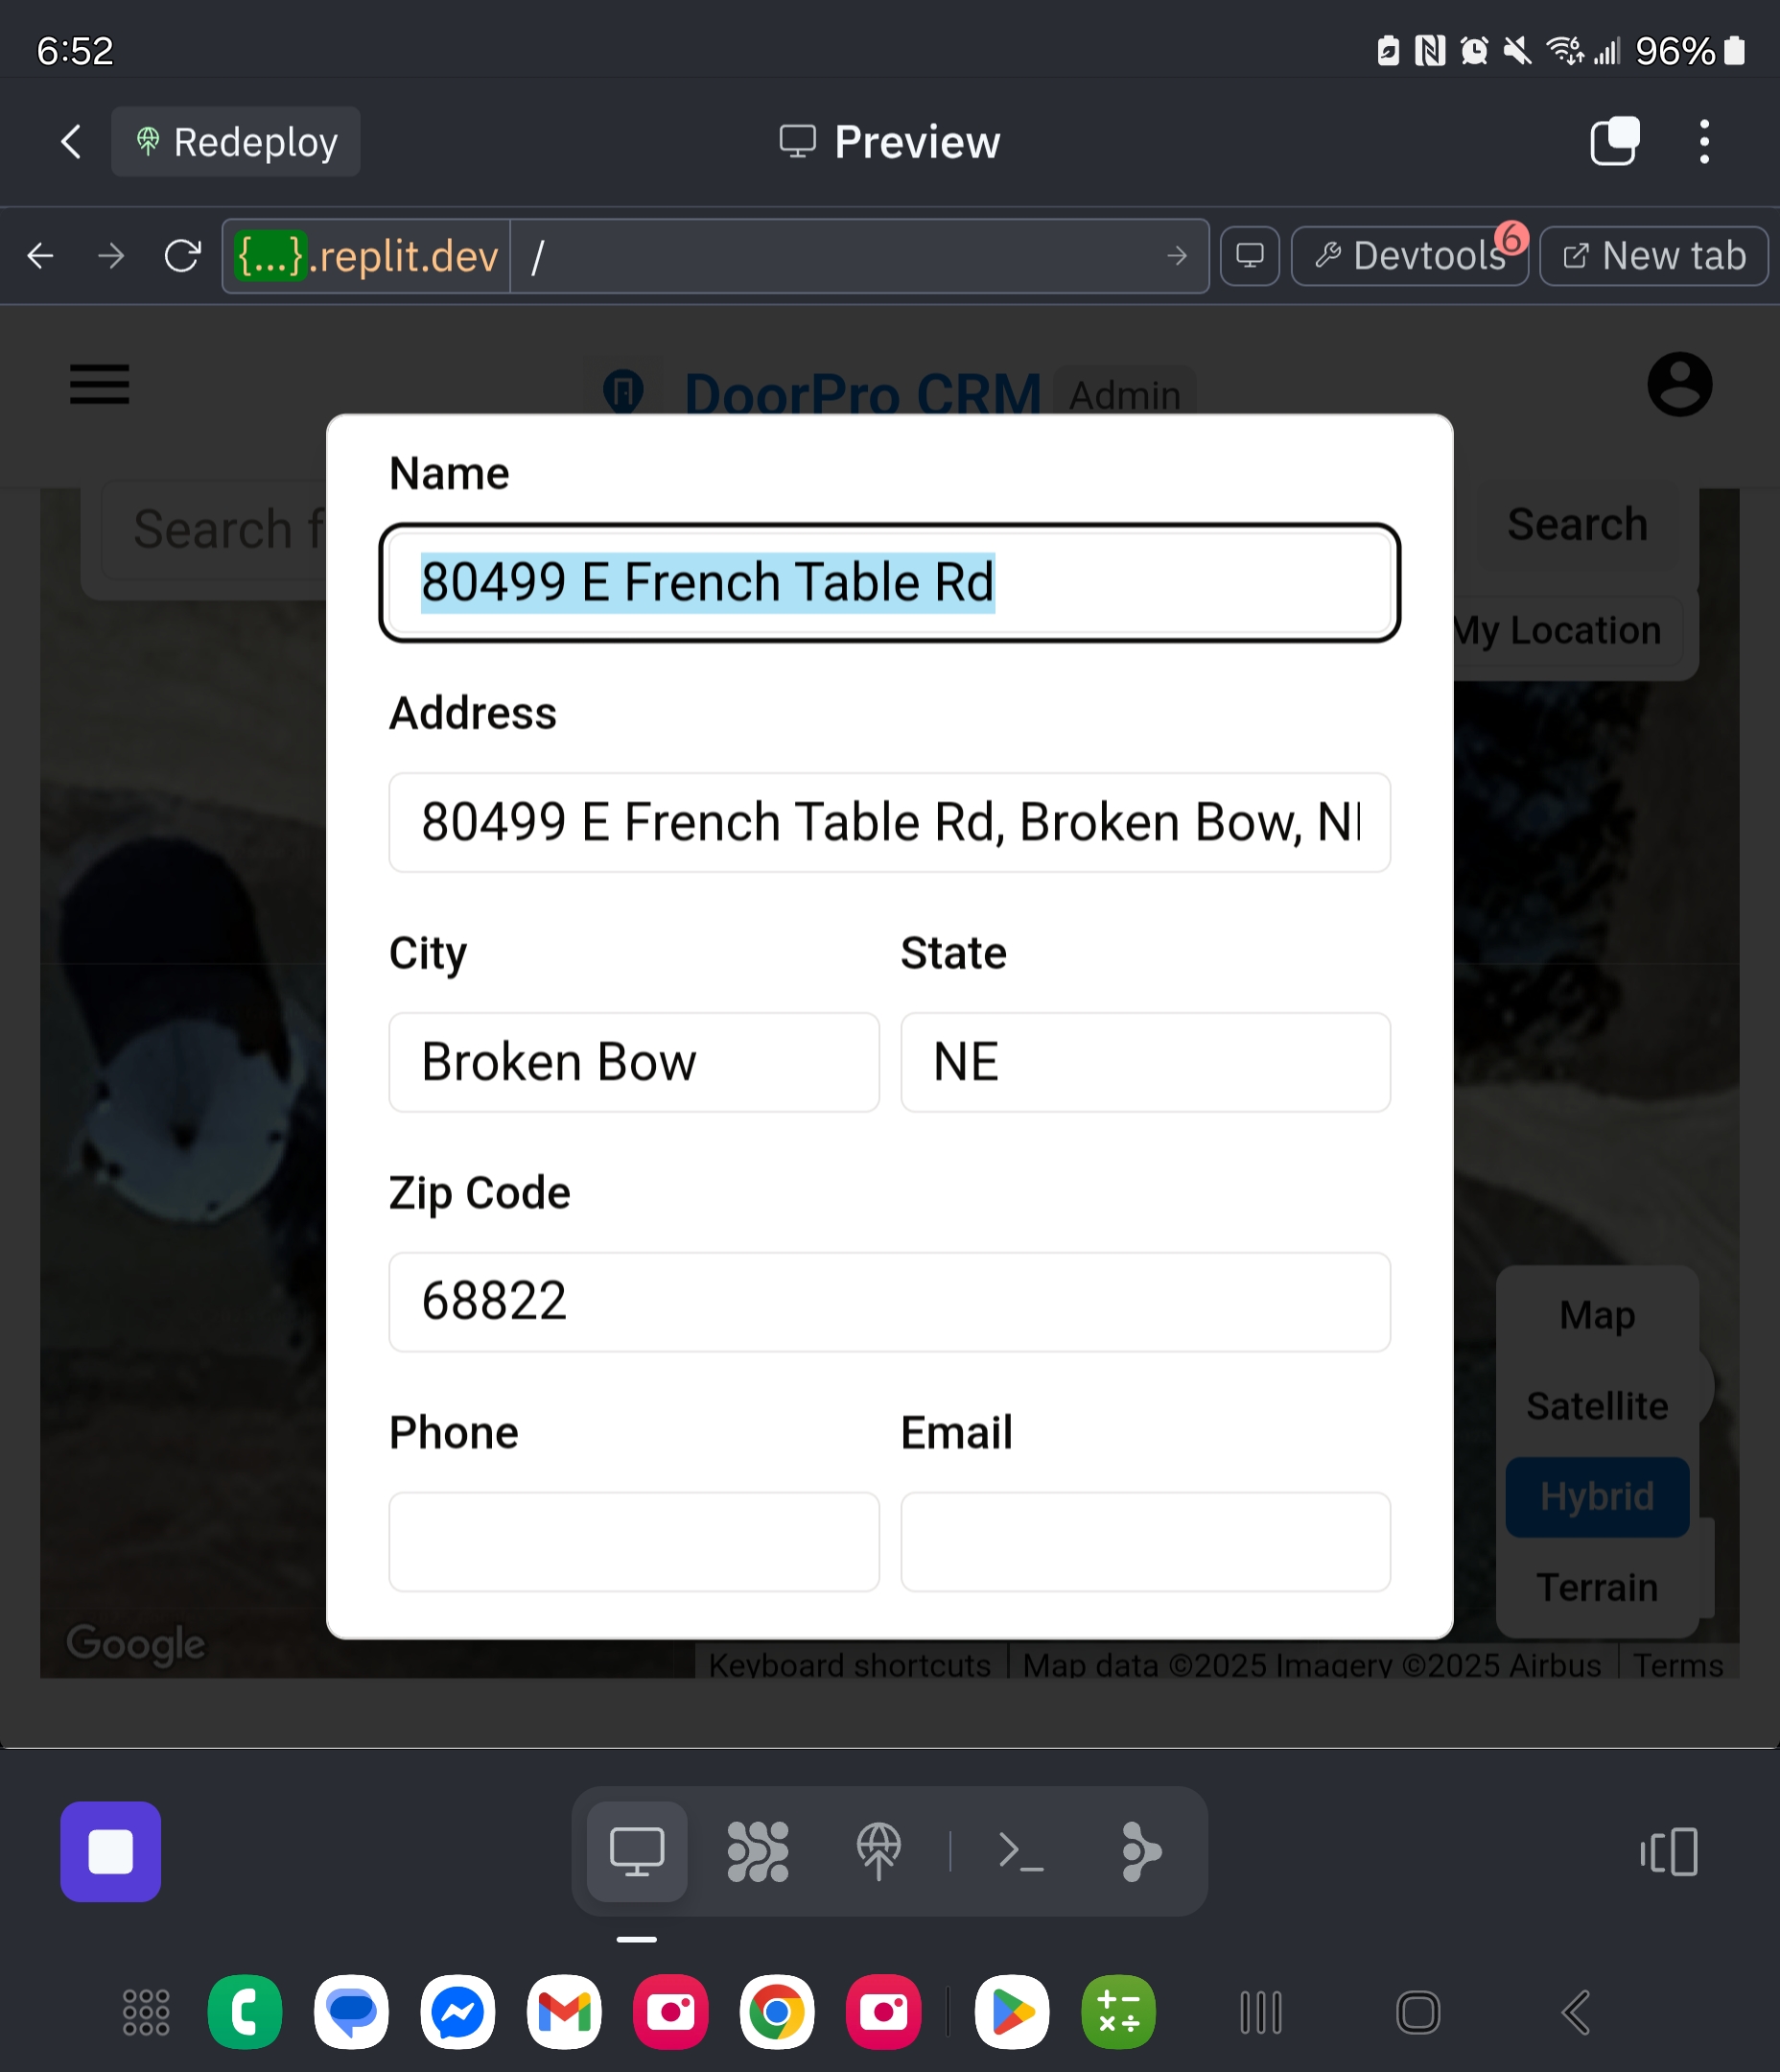 6:52
96%
Redeploy
Preview
{...}.replit.dev /
Devtools 6
New tab
DoorPro CRM Admin
Name
Search
80499 E French Table Rd
My Location
Address
80499 E French Table Rd, Broken Bow,
City State
Broken Bow NE
Zip Code
68822
Map
Satellite
Phone Email
Hybrid
Terrain
Google
Keyboard shortcuts Map data ©2025 Imagery ©2025 Airbus Terms